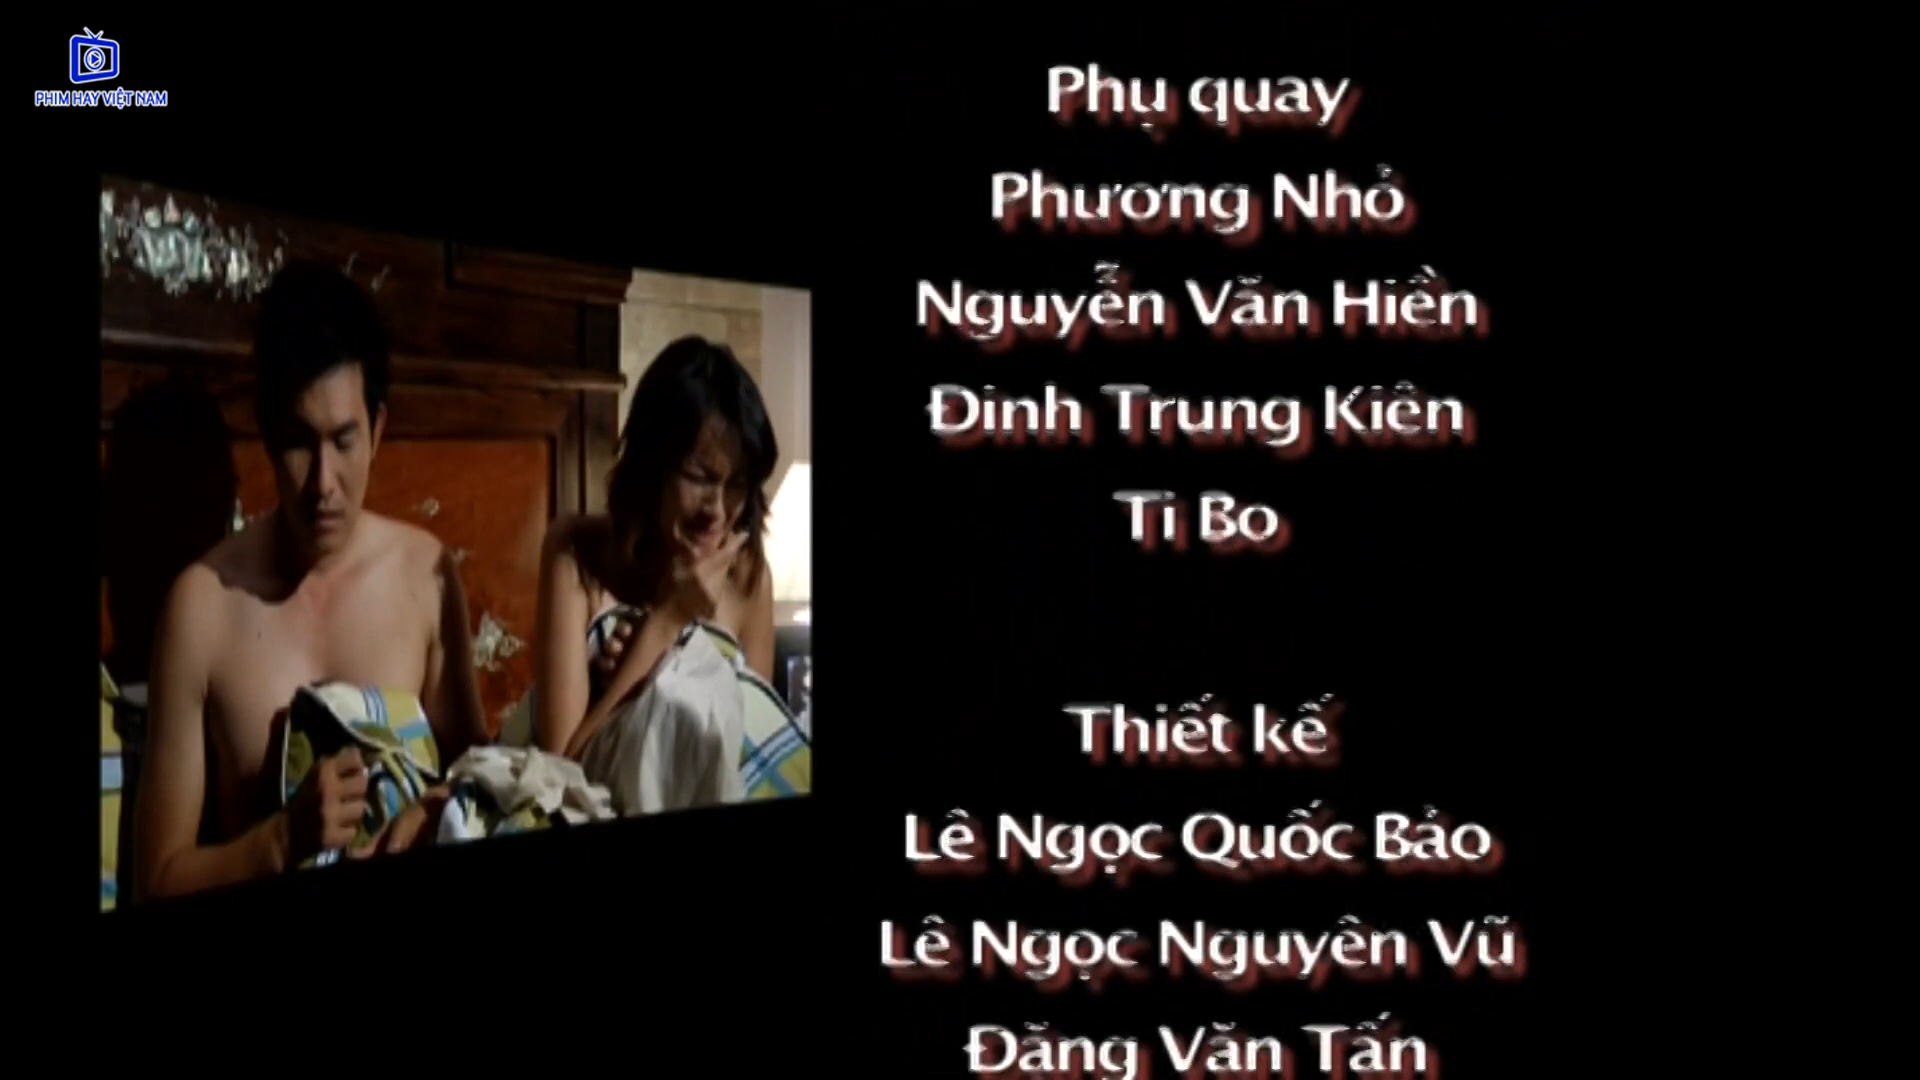 PHIM HAY VIỆT NAM
Phụ quay
Phương Nhỏ
Nguyễn Văn Hiền
Đinh Trung Kiên
Ti Bo
Thiết kế
Lê Ngọc Quốc Bảo
Lê Ngọc Nguyên Vũ
Đăng Văn Tấn